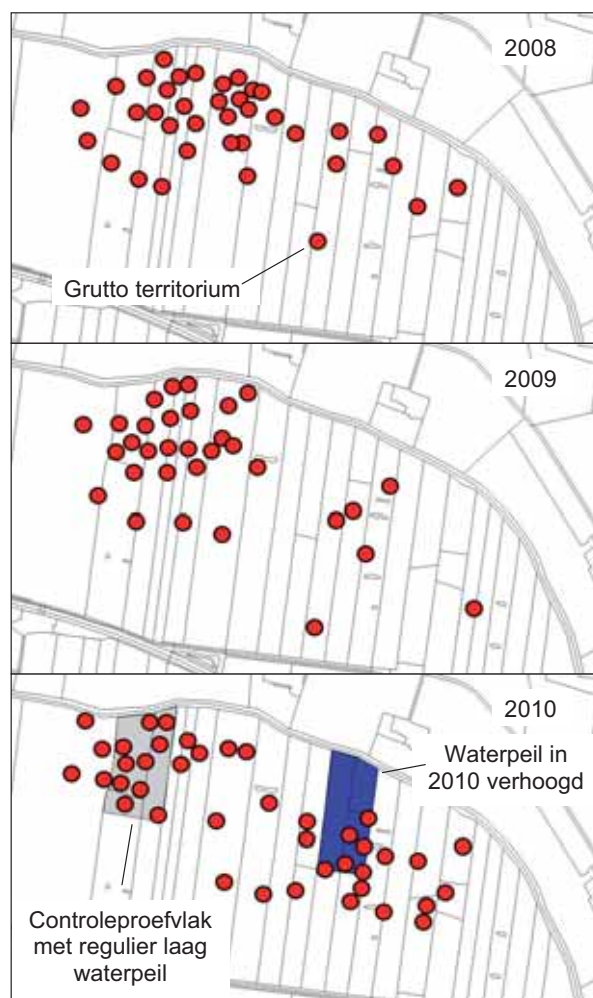 2008
Grutto territorium
2009
2010
Waterpeil in
2010 verhoogd
Controleproefvlak
met regulier laag
waterpeil